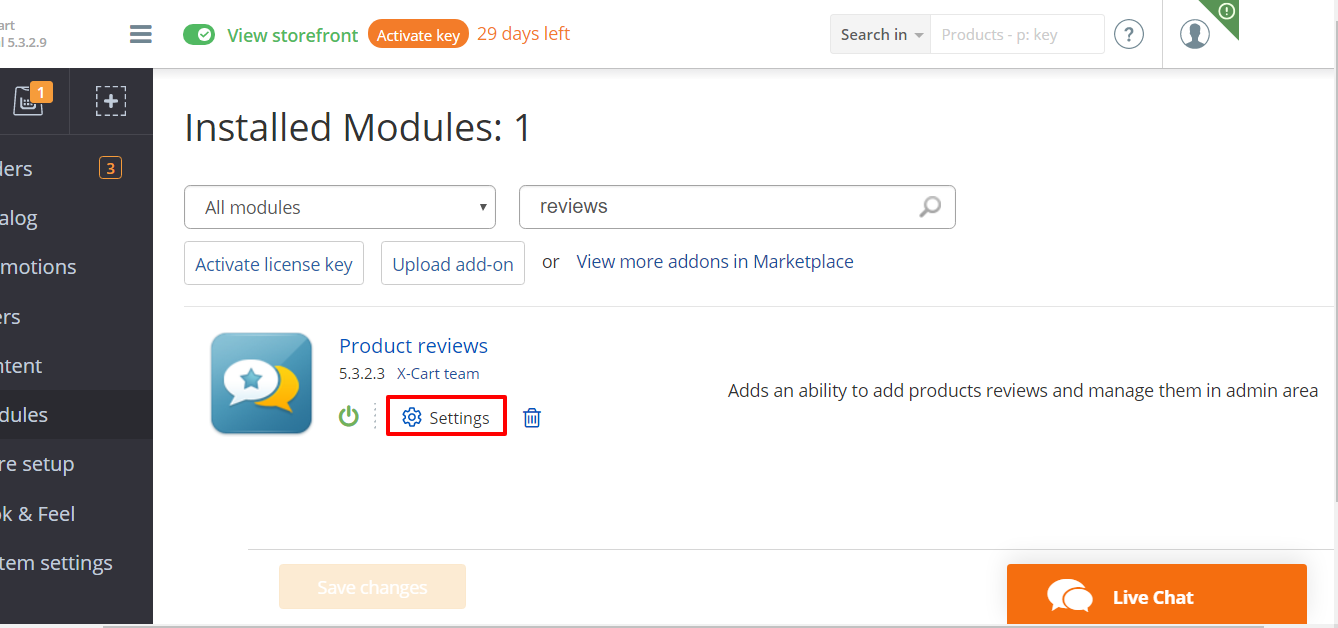 art
View storefront
Activate key
29 days left
Search in
Products - p: key
?
l 5.3.2.9
1
ders
3
alog
motions
ers
ntent
dules
re setup
ok & Feel
tem settings
Installed Modules: 1
All modules
reviews
Activate license key
Upload add-on
or
View more addons in Marketplace
Product reviews
5.3.2.3 X-Cart team
Adds an ability to add products reviews and manage them in admin area
Settings
Save changes
Live Chat